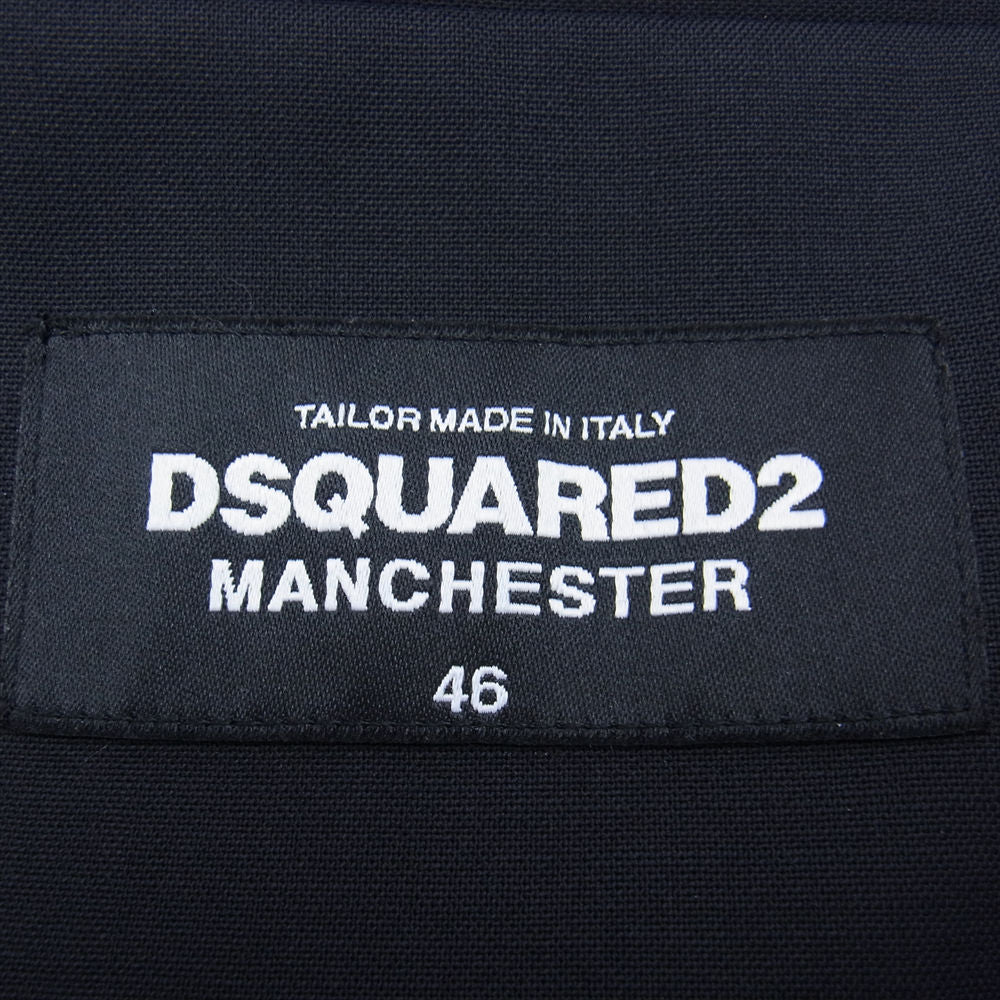 TAILOR MADE IN ITALY
DSQUARED2
MANCHESTER
46